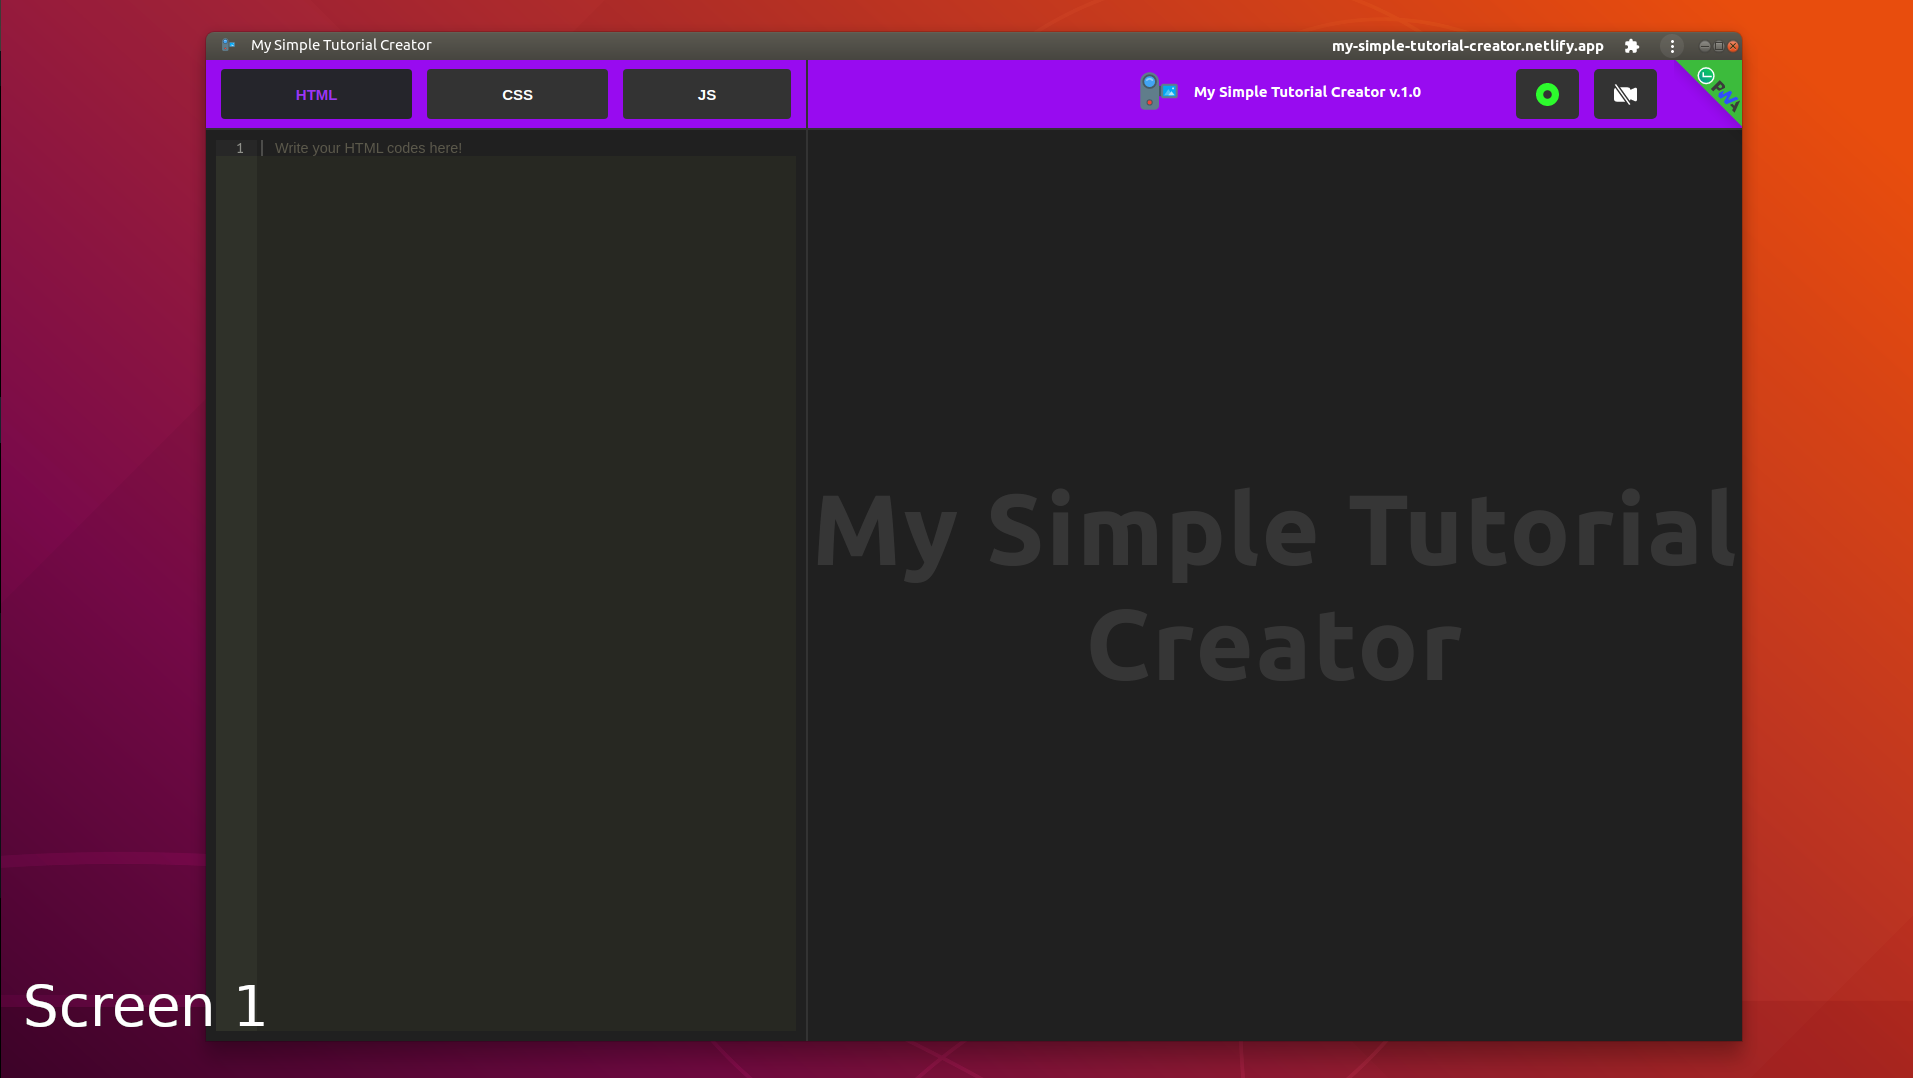 My Simple Tutorial Creator
my-simple-tutorial-creator.netlify.app
HTML
CSS
JS
My Simple Tutorial Creator v.1.0
PWA
1
Write your HTML codes here!
My Simple Tutorial
Creator
Screen 1